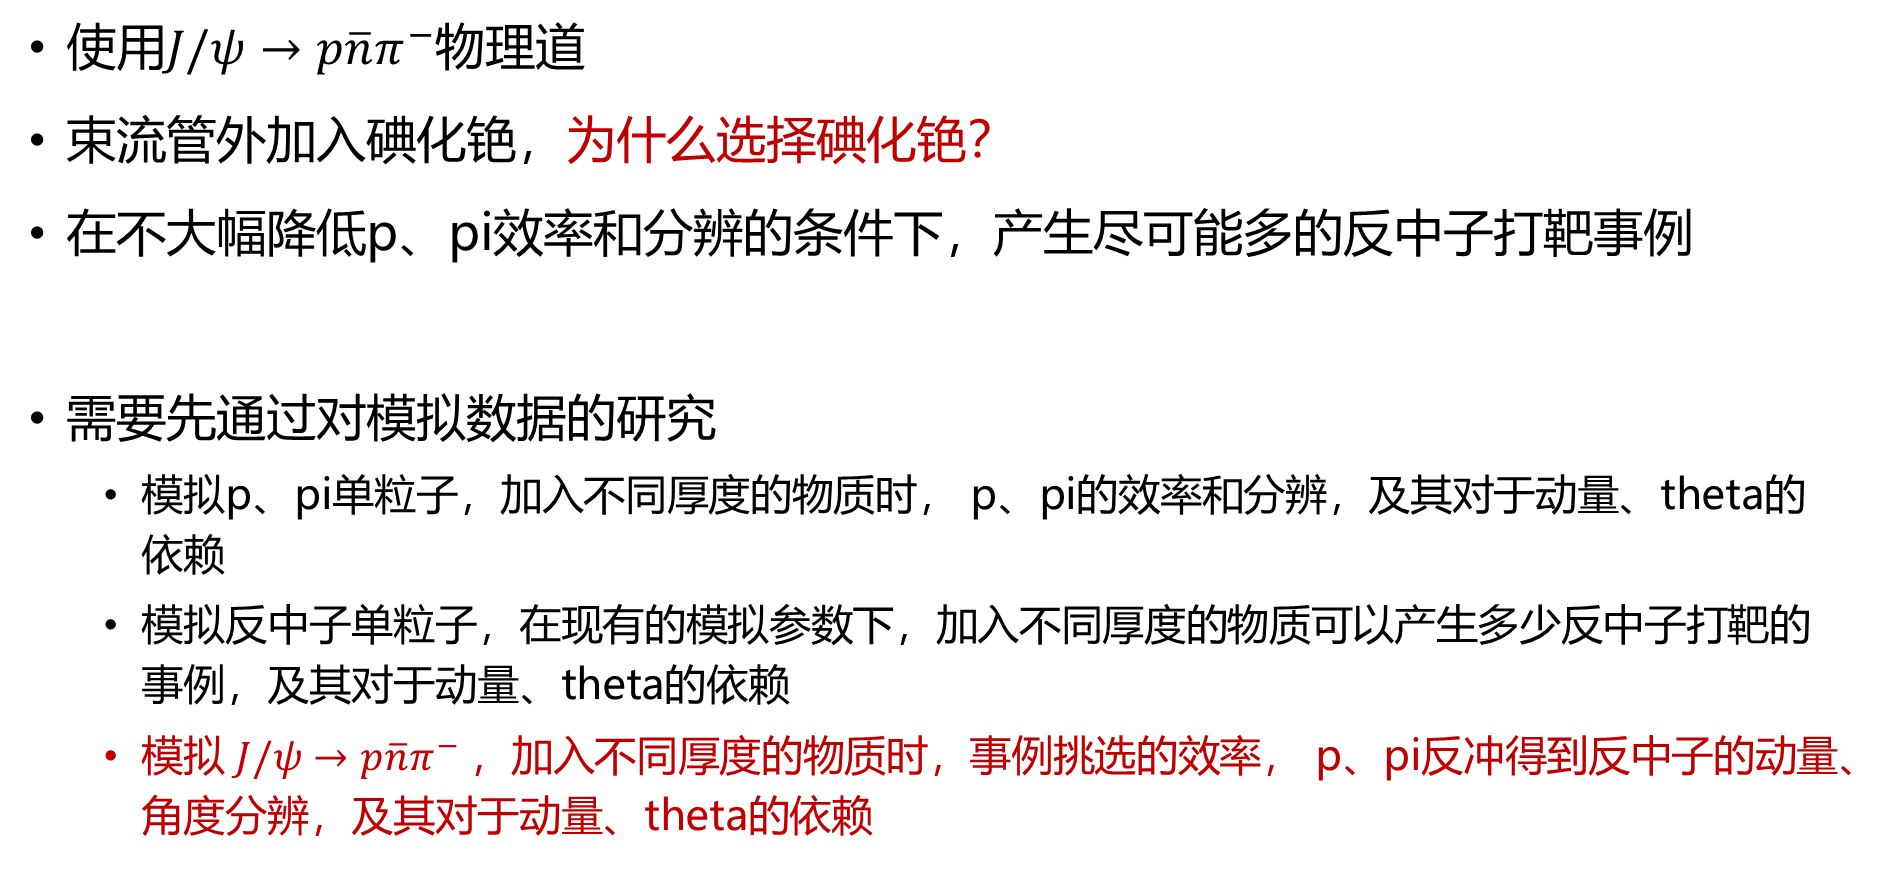 • 使用J/ψ → pn̄π⁻物理道
• 束流管外加入碘化铯，为什么选择碘化铯？
• 在不大幅降低p、pi效率和分辨的条件下，产生尽可能多的反中子打靶事例
• 需要先通过对模拟数据的研究
• 模拟p、pi单粒子，加入不同厚度的物质时， p、pi的效率和分辨，及其对于动量、theta的
依赖
• 模拟反中子单粒子，在现有的模拟参数下，加入不同厚度的物质可以产生多少反中子打靶的
事例，及其对于动量、theta的依赖
• 模拟 J/ψ → pn̄π⁻ ，加入不同厚度的物质时，事例挑选的效率， p、pi反冲得到反中子的动量、
角度分辨，及其对于动量、theta的依赖